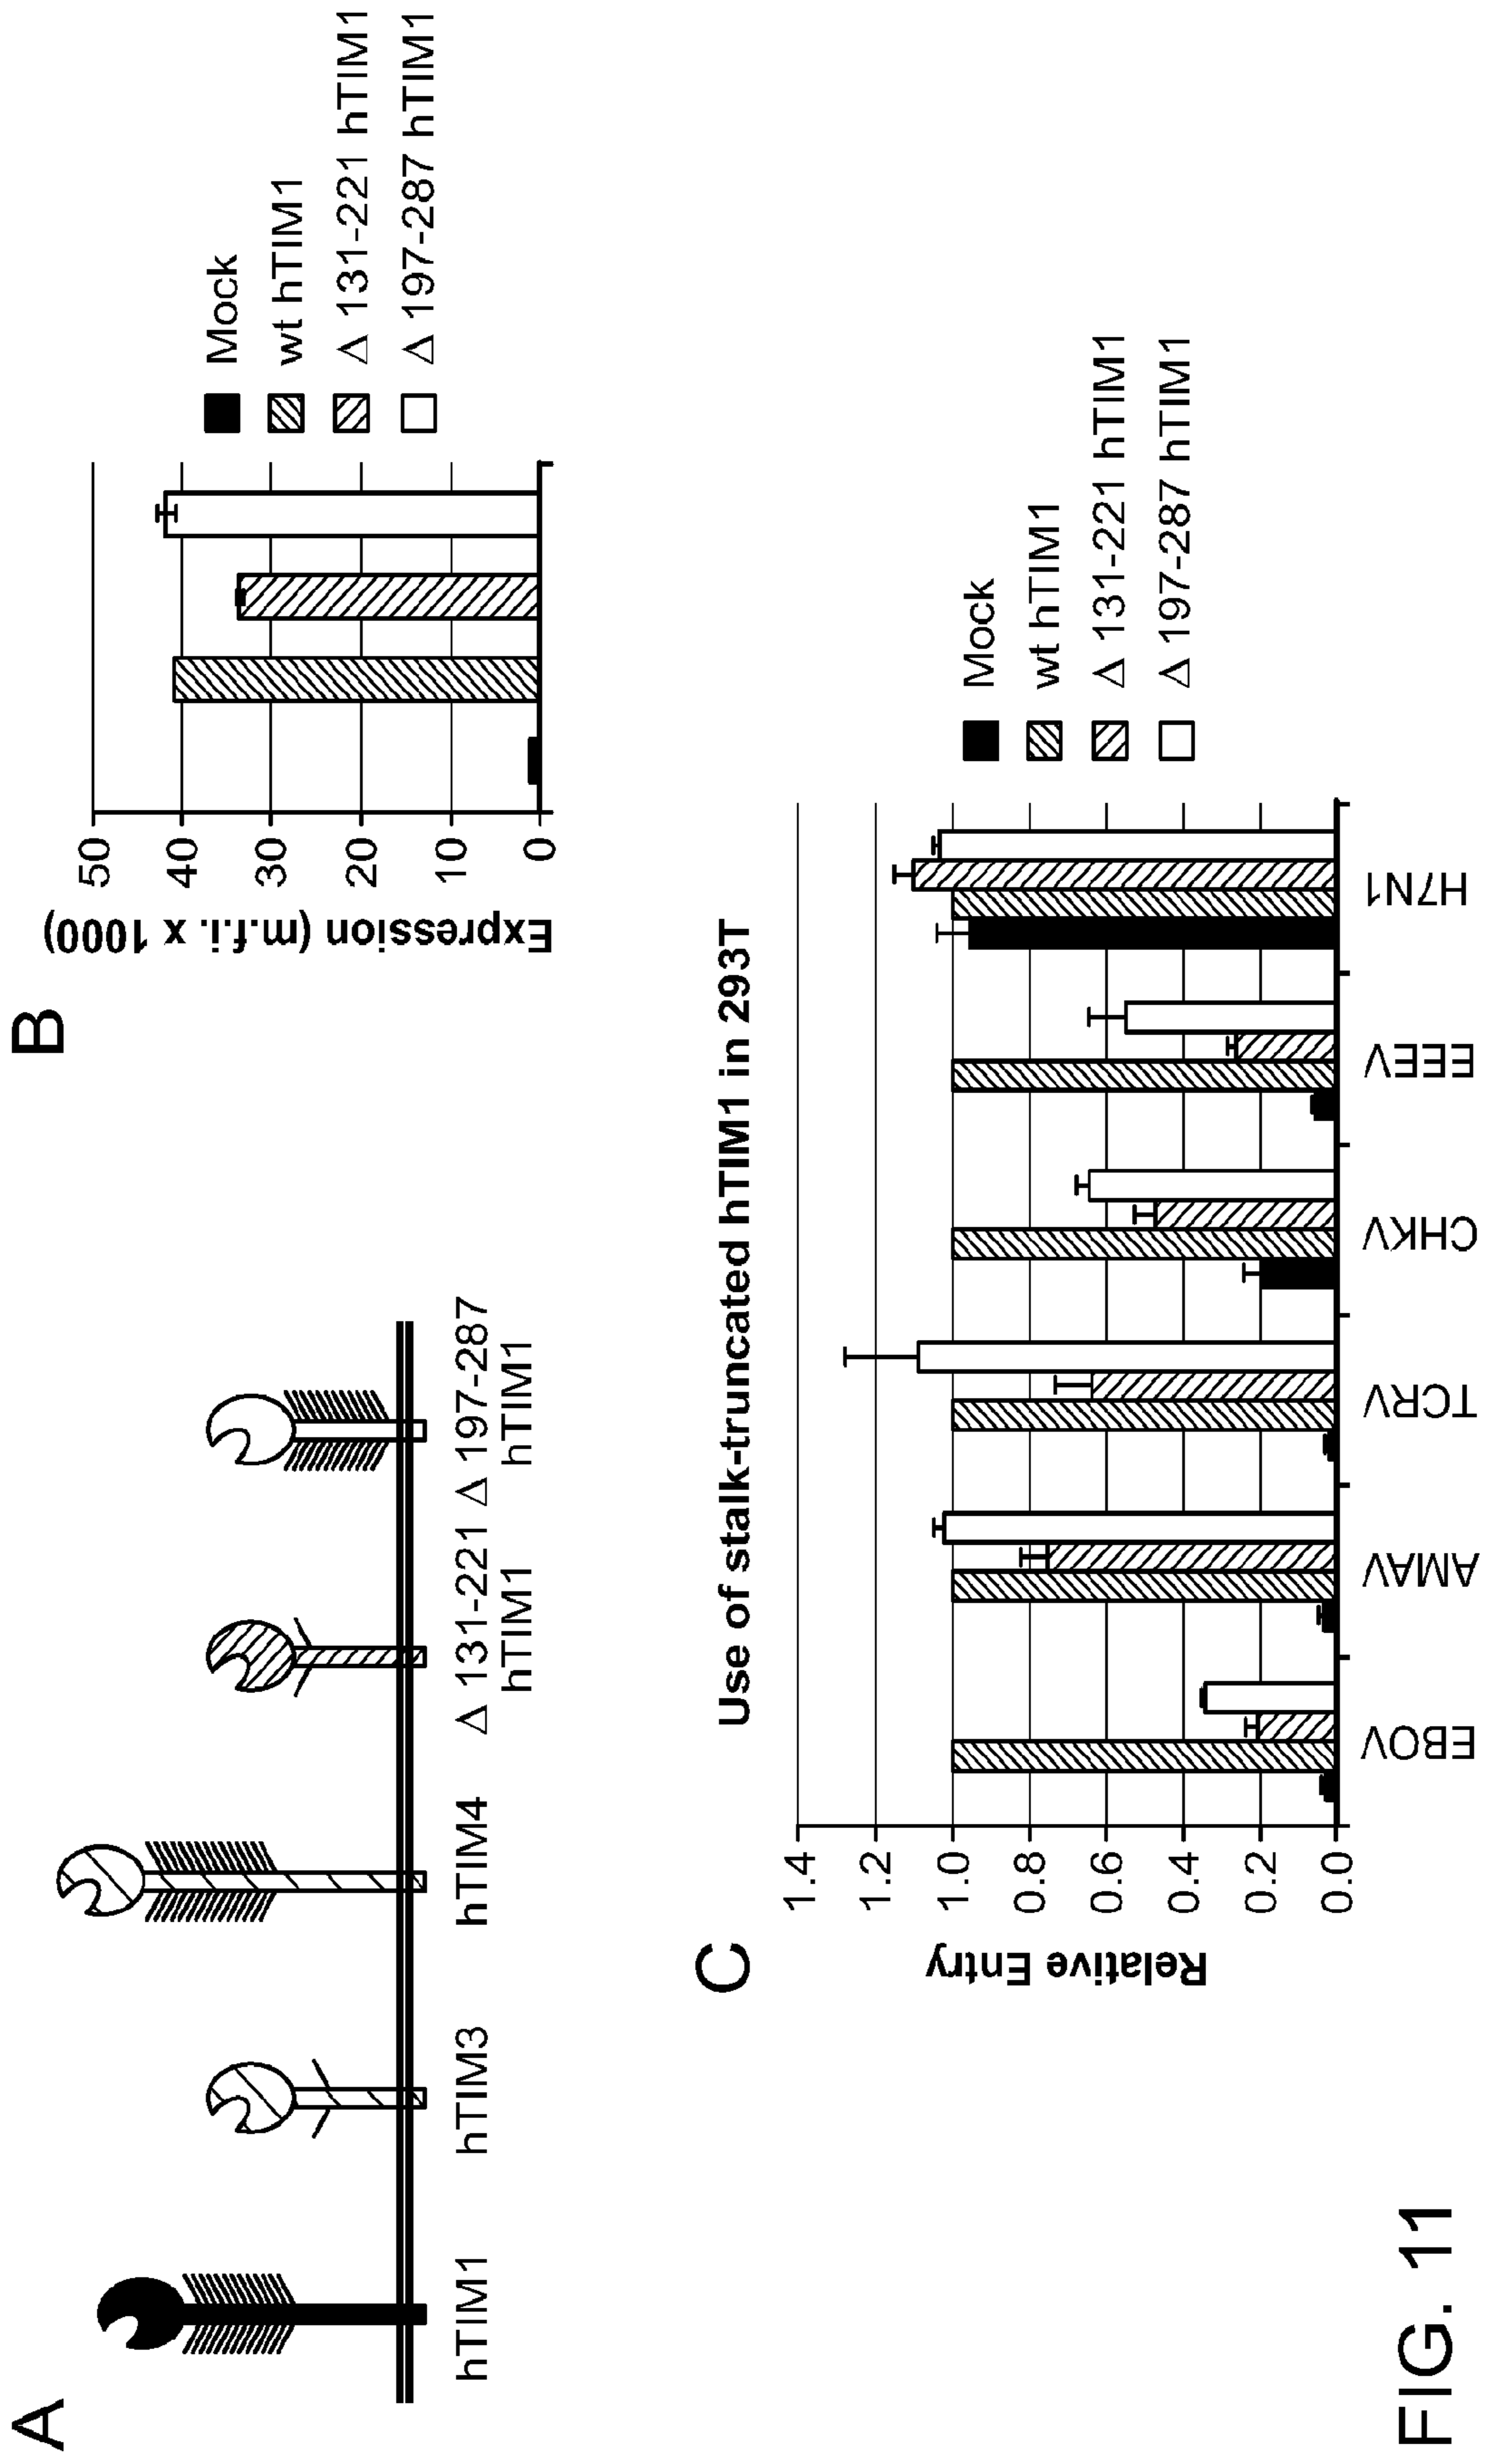 A
hTIM1
hTIM3
hTIM4
Δ 131-221
hTIM1
Δ 197-287
hTIM1
B
Expression (m.f.i. x 1000)
50
40
30
20
10
0
Mock
wt hTIM1
Δ 131-221 hTIM1
Δ 197-287 hTIM1
C
Use of stalk-truncated hTIM1 in 293T
Relative Entry
1.4
1.2
1.0
0.8
0.6
0.4
0.2
0.0
EBOV
AMAV
TCRV
CHKV
EEEV
H7N1
Mock
wt hTIM1
Δ 131-221 hTIM1
Δ 197-287 hTIM1
FIG. 11